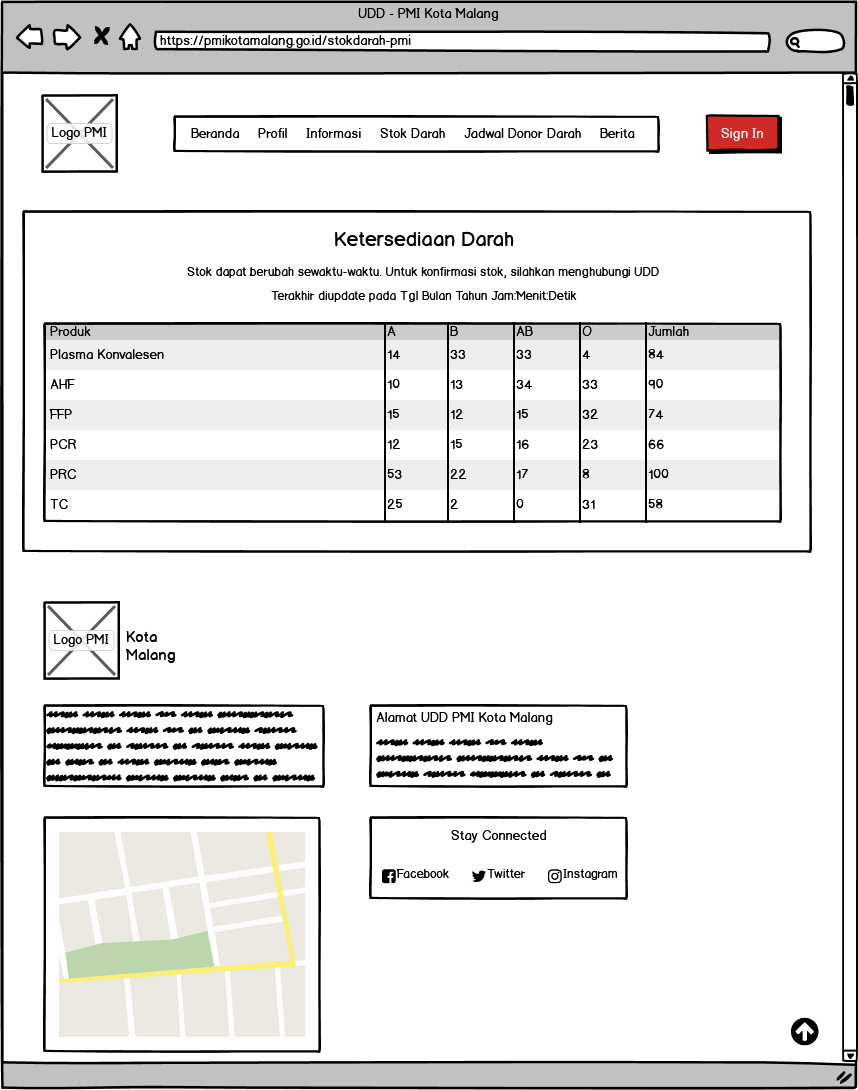 UDD - PMI Kota Malang
https://pmikotamalang.go.id/stokdarah-pmi
Logo PMI
Beranda Profil Informasi Stok Darah Jadwal Donor Darah Berita
Sign In
Ketersediaan Darah
Stok dapat berubah sewaktu-waktu. Untuk konfirmasi stok, silahkan menghubungi UDD
Terakhir diupdate pada Tgl Bulan Tahun Jam:Menit:Detik
Produk A B AB O Jumlah
Plasma Konvalesen 14 33 33 4 84
AHF 10 13 34 33 90
FFP 15 12 15 32 74
PCR 12 15 16 23 66
PRC 53 22 17 8 100
TC 25 2 0 31 58
Logo PMI
Kota
Malang
Alamat UDD PMI Kota Malang
Stay Connected
Facebook Twitter Instagram